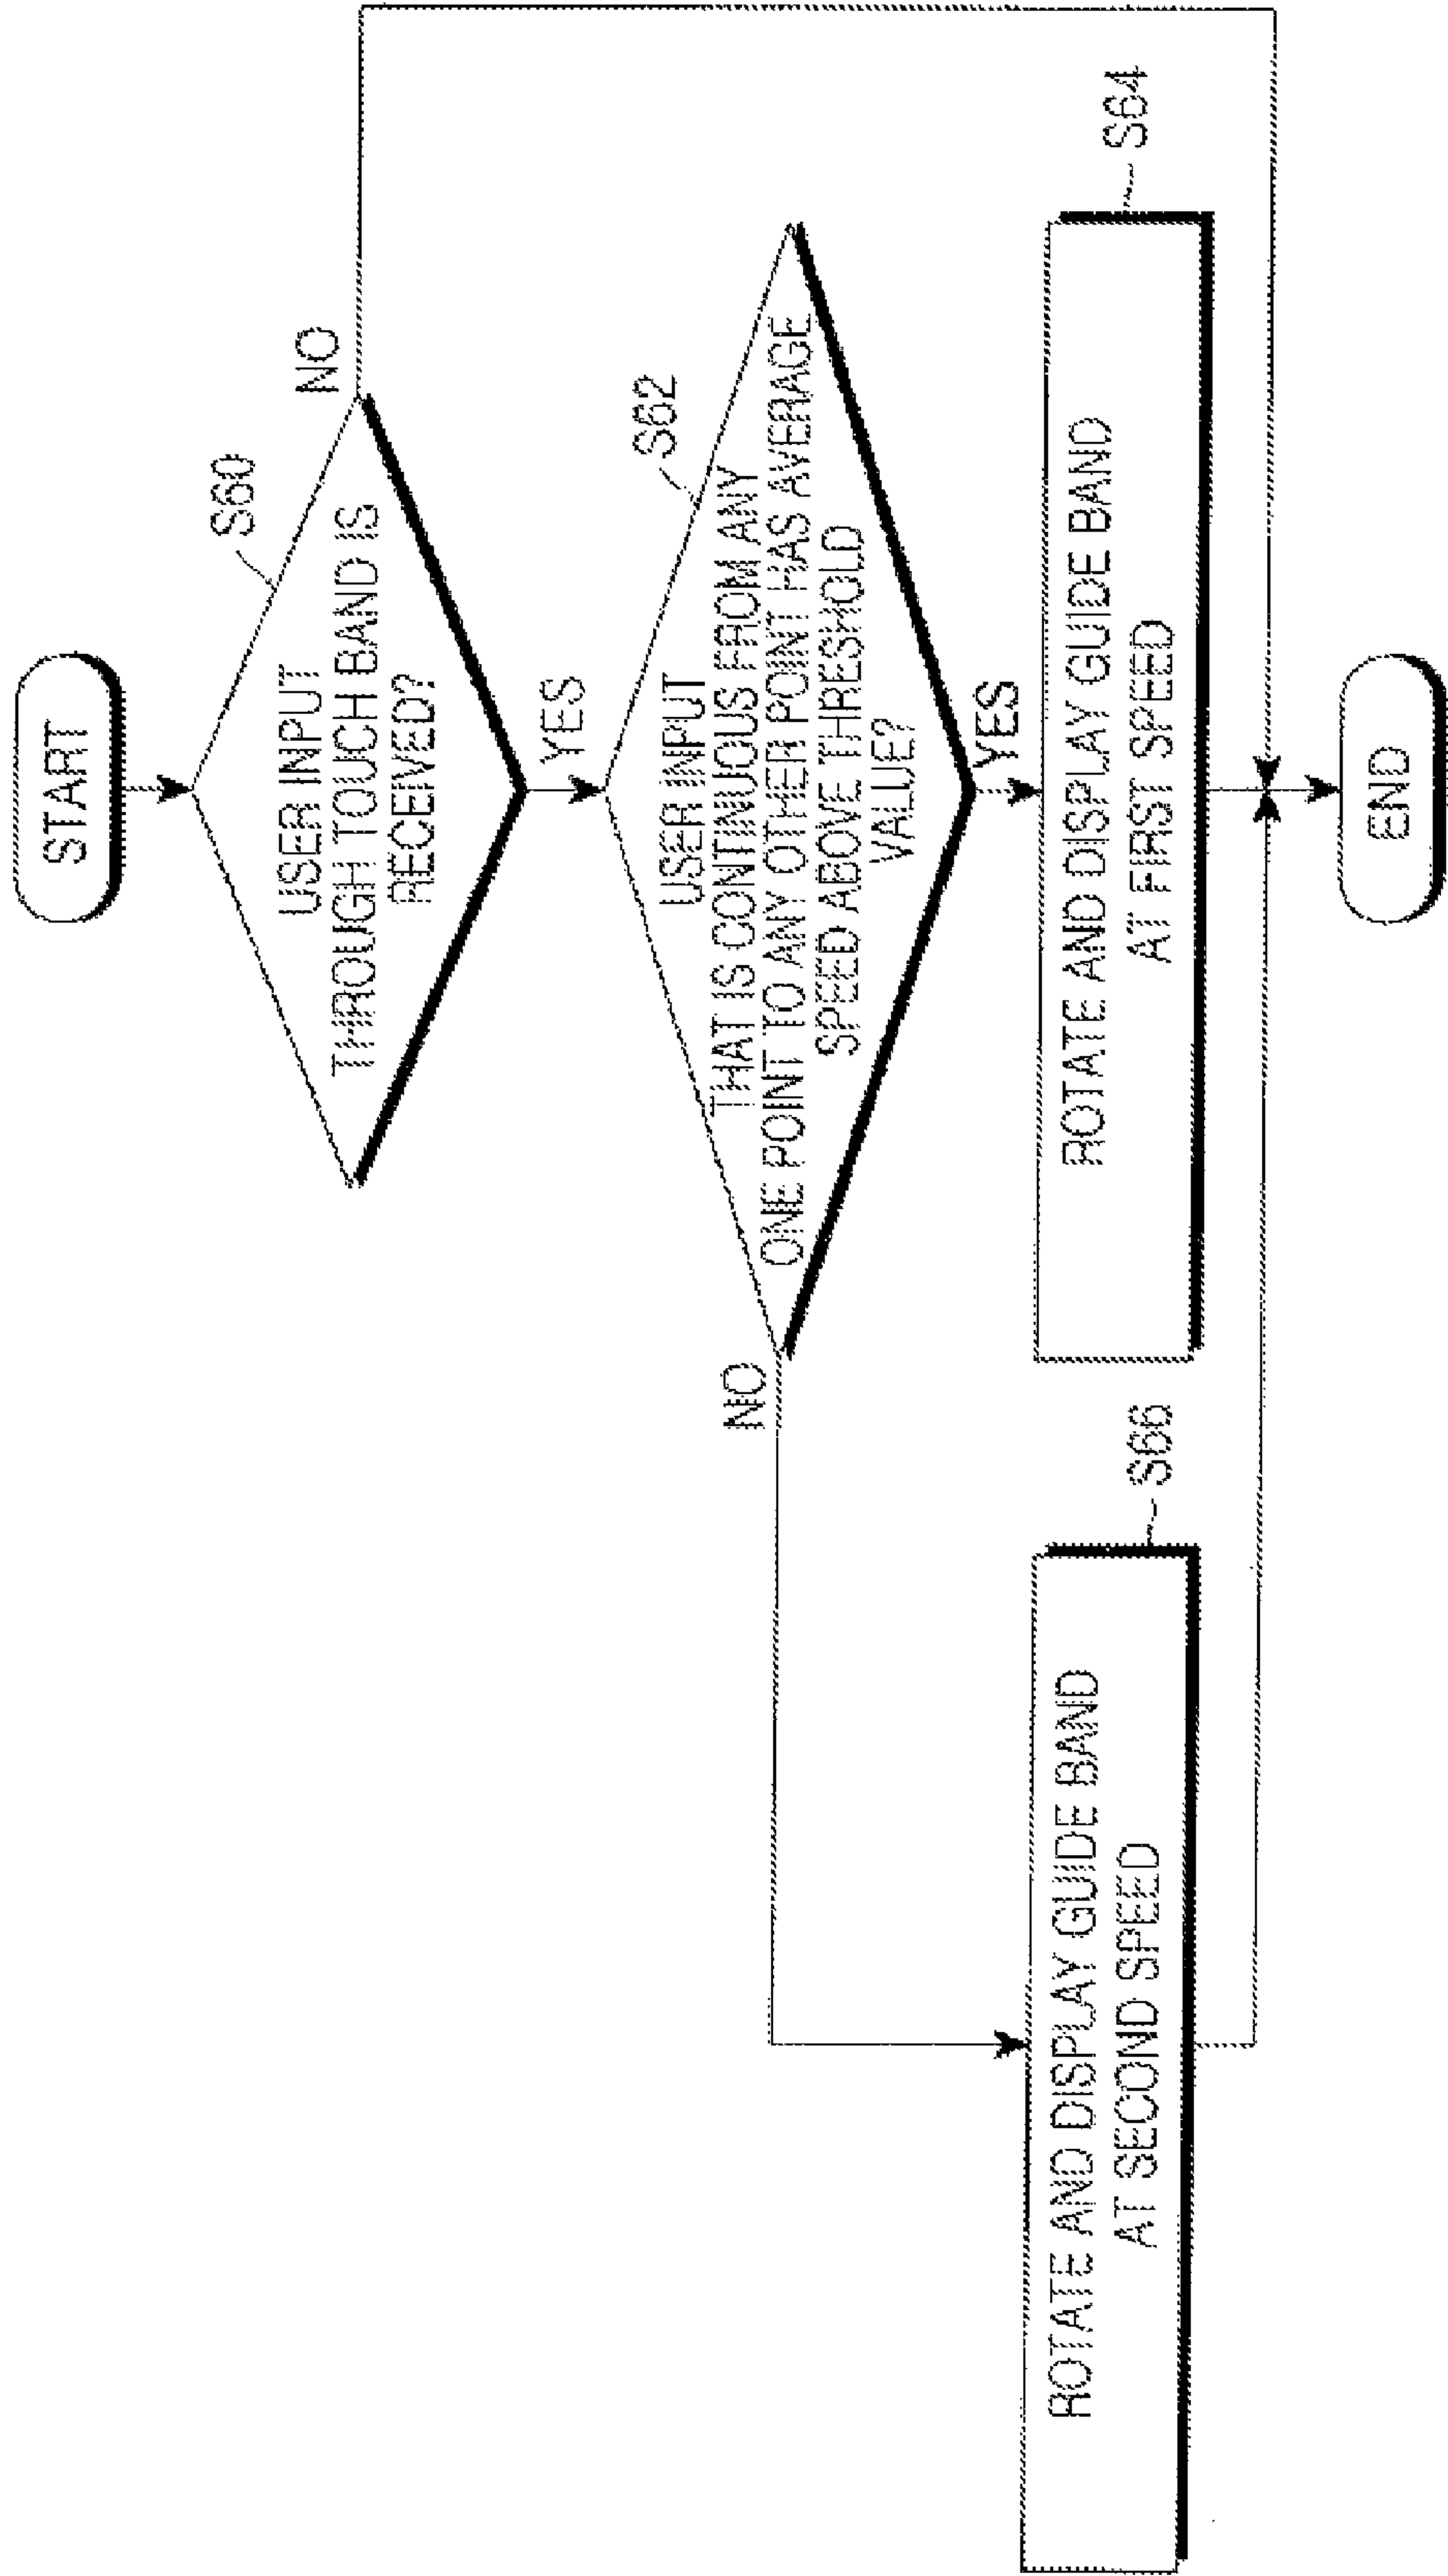 START
S60
USER INPUT
THROUGH TOUCH BAND IS
RECEIVED?
NO
YES
S62
USER INPUT
THAT IS CONTINUOUS FROM ANY
ONE POINT TO ANY OTHER POINT HAS AVERAGE
SPEED ABOVE THRESHOLD
VALUE?
NO
YES
S66
ROTATE AND DISPLAY GUIDE BAND
AT SECOND SPEED
S64
ROTATE AND DISPLAY GUIDE BAND
AT FIRST SPEED
END